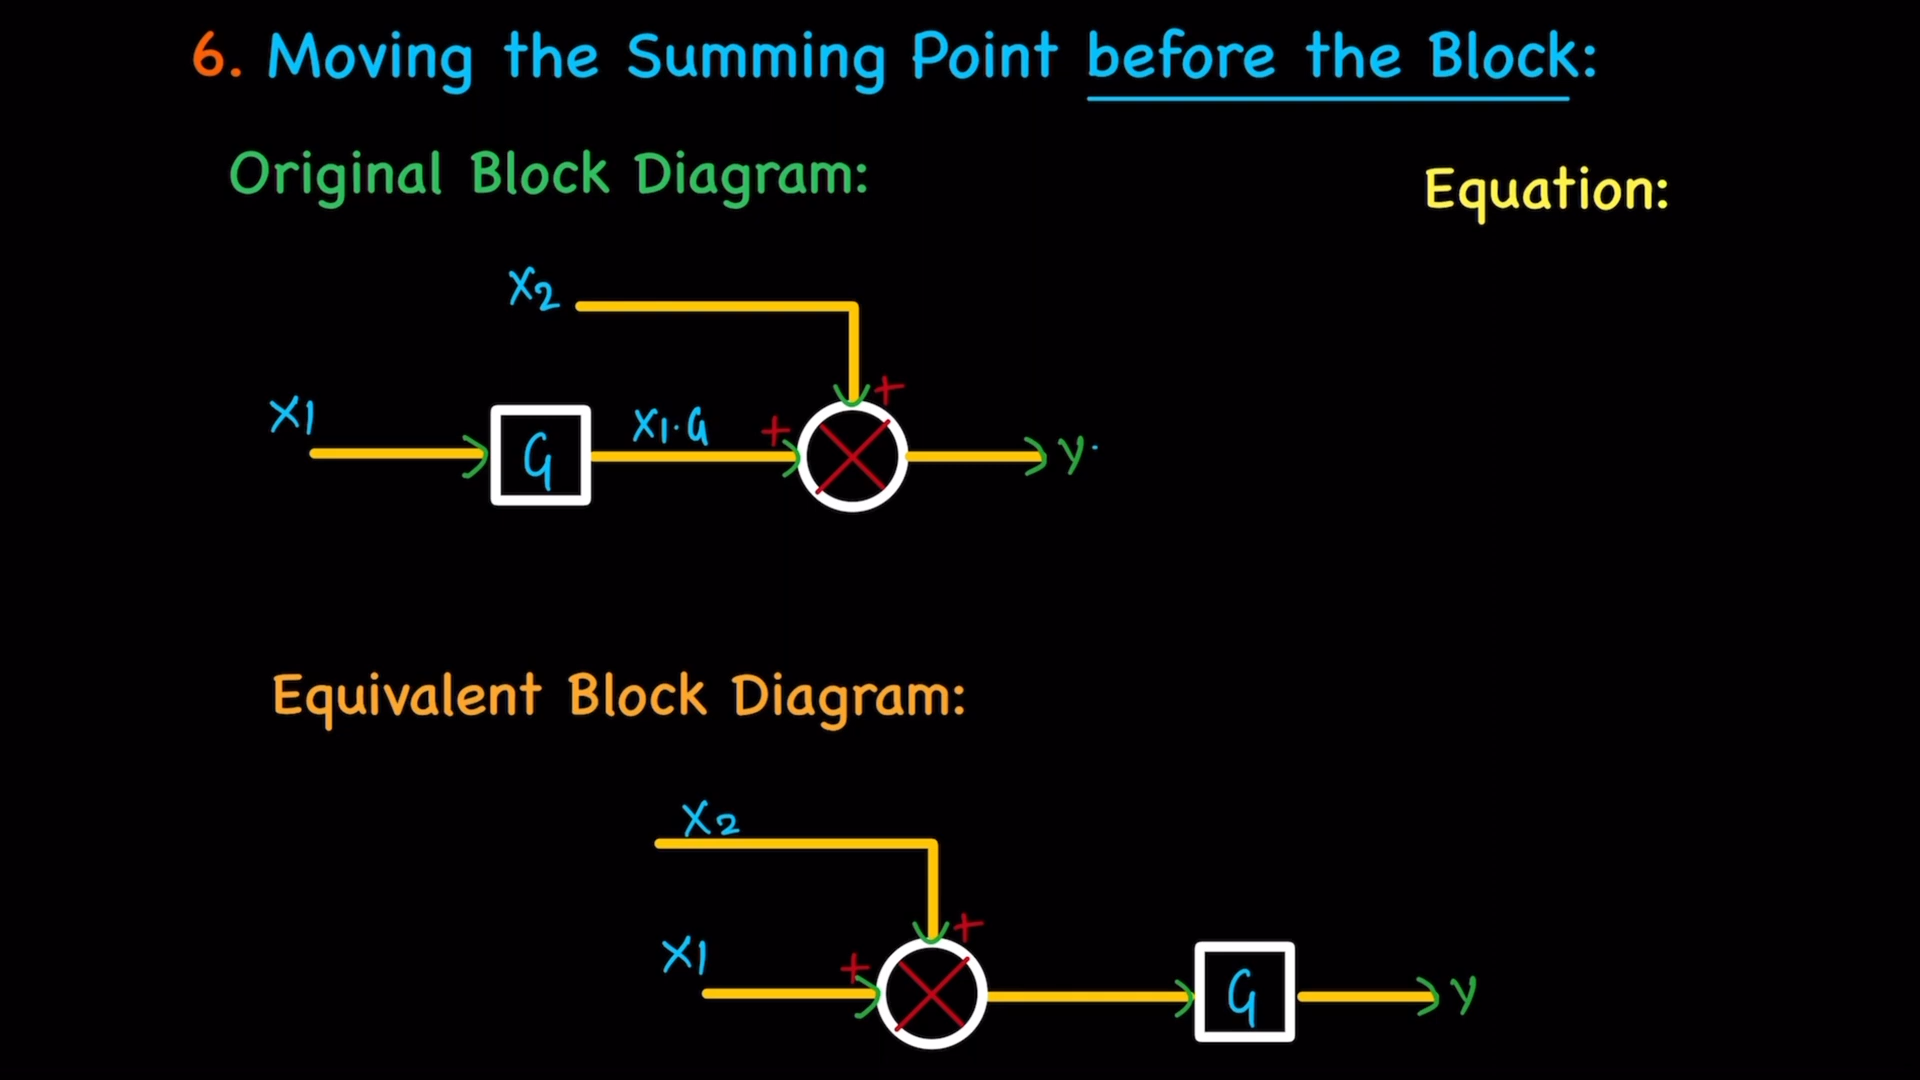 6. Moving the Summing Point before the Block:
Original Block Diagram:
Equation:
X2
+
X1
G
X1·G
+
Y
Equivalent Block Diagram:
X2
+
X1
+
G
Y